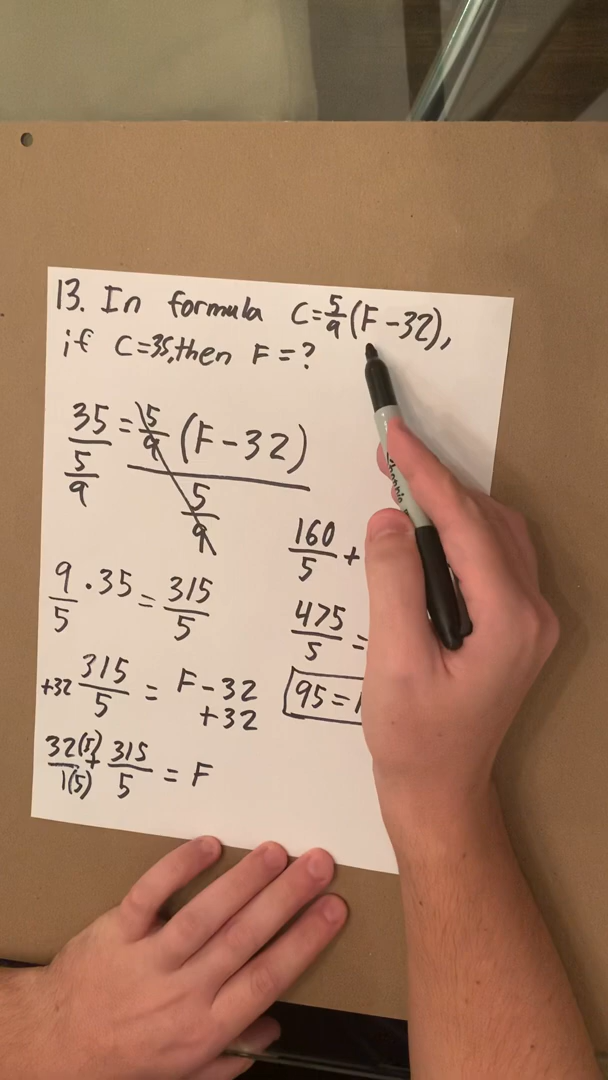 13. In formula C=5/9(F-32),
if C=35,then F=?
35/(5/9) = 5/9 (F-32)/(5/9)
9/5 · 35 = 315/5
+32 315/5 = F-32
+32
32(5)/1(5) + 315/5 = F
160/5 +
475/5 =
95=